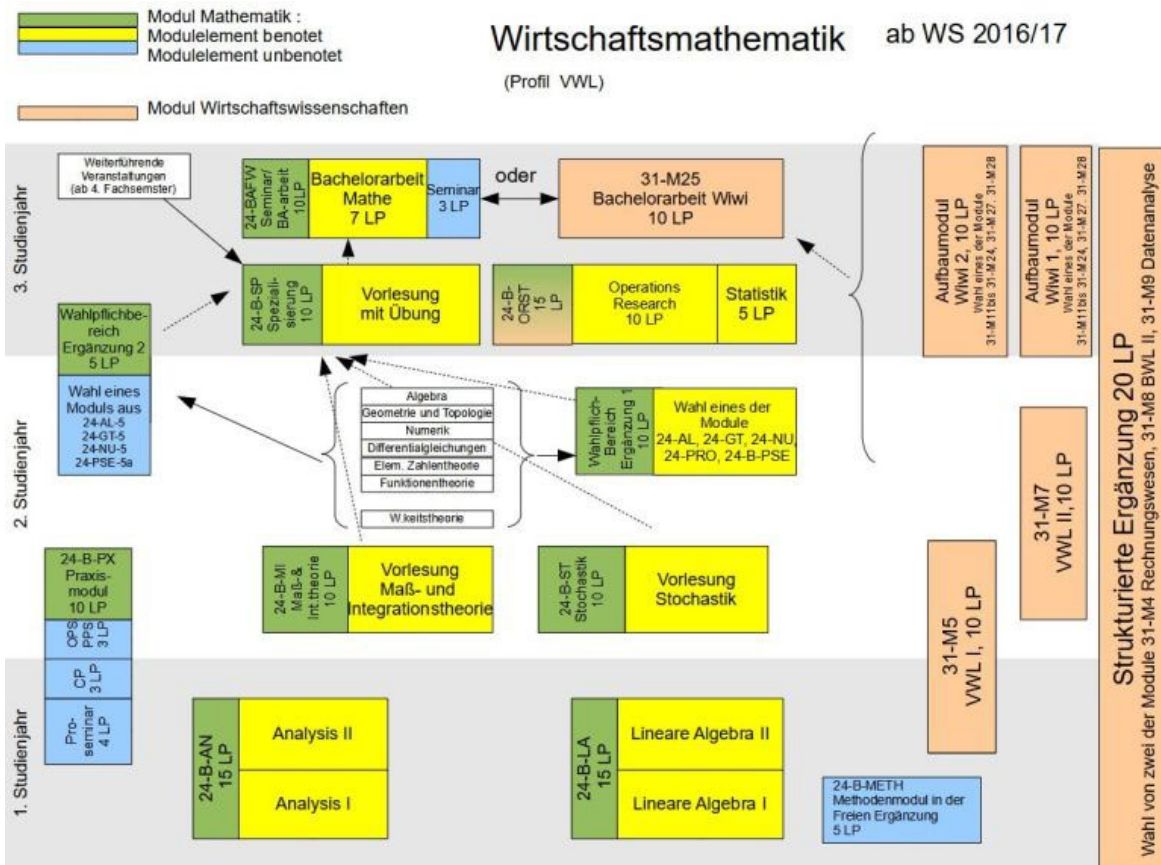 Modul Mathematik :
Modulelement benotet
Modulelement unbenotet
Modul Wirtschaftswissenschaften
Wirtschaftsmathematik
ab WS 2016/17
(Profil VWL)
3. Studienjahr
Weiterführende
Veranstaltungen
(ab 4. Fachsemster)
24-BAFW
Seminar/
BA-arbeit
10LP
Bachelorarbeit
Mathe
7 LP
Seminar
3 LP
oder
31-M25
Bachelorarbeit Wiwi
10 LP
24-B-SP
Speziali-
sierung
10 LP
Vorlesung
mit Übung
24-B-
ORST
15
LP
Operations
Research
10 LP
Statistik
5 LP
Aufbaumodul
Wiwi 2, 10 LP
Wahl eines der Module
31-M11bis 31-M24, 31-M27. 31-M28
Aufbaumodul
Wiwi 1, 10 LP
Wahl eines der Module
31-M11bis 31-M24, 31-M27. 31-M28
Strukturierte Ergänzung 20 LP
Wahl von zwei der Module 31-M4 Rechnungswesen, 31-M8 BWL II, 31-M9 Datenanalyse
Wahlpflichbe-
reich
Ergänzung 2
5 LP
Wahl eines
Moduls aus
24-AL-5
24-GT-5
24-NU-5
24-PSE-5a
2. Studienjahr
Algebra
Geometrie und Topologie
Numerik
Differentialgleichungen
Elem. Zahlentheorie
Funktionentheorie
W.keitstheorie
Wahlpflich-
Bereich
Ergänzung 1
10 LP
Wahl eines der
Module
24-AL, 24-GT, 24-NU,
24-PRO, 24-B-PSE
31-M7
VWL II,10 LP
24-B-PX
Praxis-
modul
10 LP
OPS
PPS
3 LP
CP
3 LP
Pro-
seminar
4 LP
24-B-MI
Maß- &
Int.theorie
10 LP
Vorlesung
Maß- und
Integrationstheorie
24-B-ST
Stochastik
10 LP
Vorlesung
Stochastik
31-M5
VWL I, 10 LP
1. Studienjahr
24-B-AN
15 LP
Analysis II
Analysis I
24-B-LA
15 LP
Lineare Algebra II
Lineare Algebra I
24-B-METH
Methodenmodul in der
Freien Ergänzung
5 LP